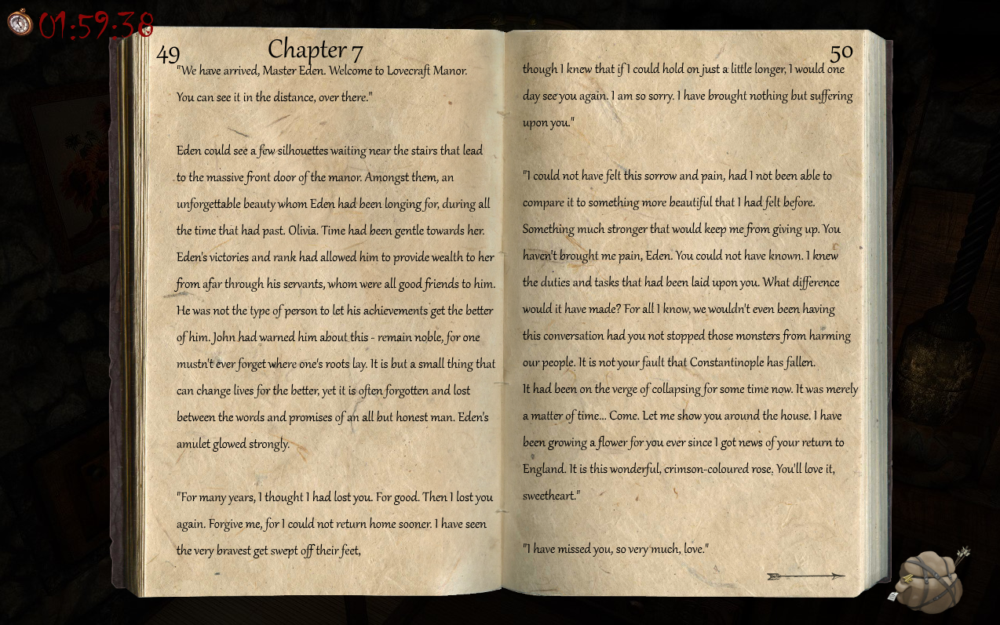 01:59:38
49
Chapter 7
"We have arrived, Master Eden. Welcome to Lovecraft Manor.
You can see it in the distance, over there."
Eden could see a few silhouettes waiting near the stairs that lead
to the massive front door of the manor. Amongst them, an
unforgettable beauty whom Eden had been longing for, during all
the time that had past. Olivia. Time had been gentle towards her.
Eden's victories and rank had allowed him to provide wealth to her
from afar through his servants, whom were all good friends to him.
He was not the type of person to let his achievements get the better
of him. John had warned him about this - remain noble, for one
mustn't ever forget where one's roots lay. It is but a small thing that
can change lives for the better, yet it is often forgotten and lost
between the words and promises of an all but honest man. Eden's
amulet glowed strongly.
"For many years, I thought I had lost you. For good. Then I lost you
again. Forgive me, for I could not return home sooner. I have seen
the very bravest get swept off their feet,
50
though I knew that if I could hold on just a little longer, I would one
day see you again. I am so sorry. I have brought nothing but suffering
upon you."
"I could not have felt this sorrow and pain, had I not been able to
compare it to something more beautiful that I had felt before.
Something much stronger that would keep me from giving up. You
haven't brought me pain, Eden. You could not have known. I knew
the duties and tasks that had been laid upon you. What difference
would it have made? For all I know, we wouldn't even been having
this conversation had you not stopped those monsters from harming
our people. It is not your fault that Constantinople has fallen.
It had been on the verge of collapsing for some time now. It was merely
a matter of time... Come. Let me show you around the house. I have
been growing a flower for you ever since I got news of your return to
England. It is this wonderful, crimson-coloured rose. You'll love it,
sweetheart."
"I have missed you, so very much, love."